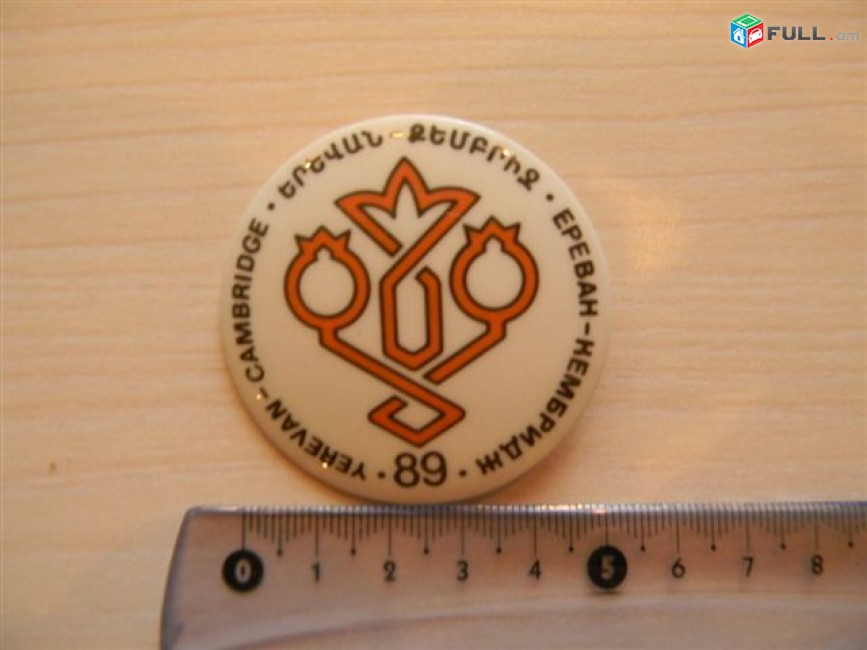 FULL.am
ԵՐԵՎԱՆ - ՔԵՄԲՐԻՋ
ЕРЕВАН-КЕМБРИДЖ
YEREVAN-CAMBRIDGE
89
0 1 2 3 4 5 6 7 8